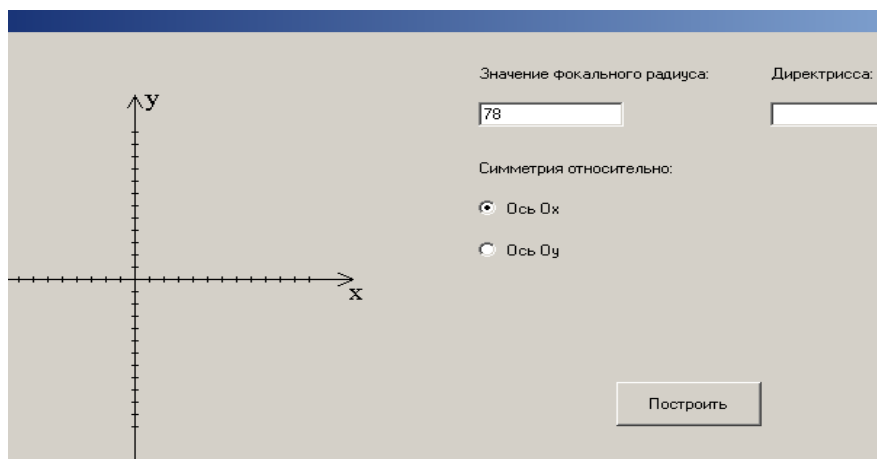 Значение фокального радиуса: Директрисса:
y
78
Симметрия относительно:
Ось Ox
Ось Oy
x
Построить